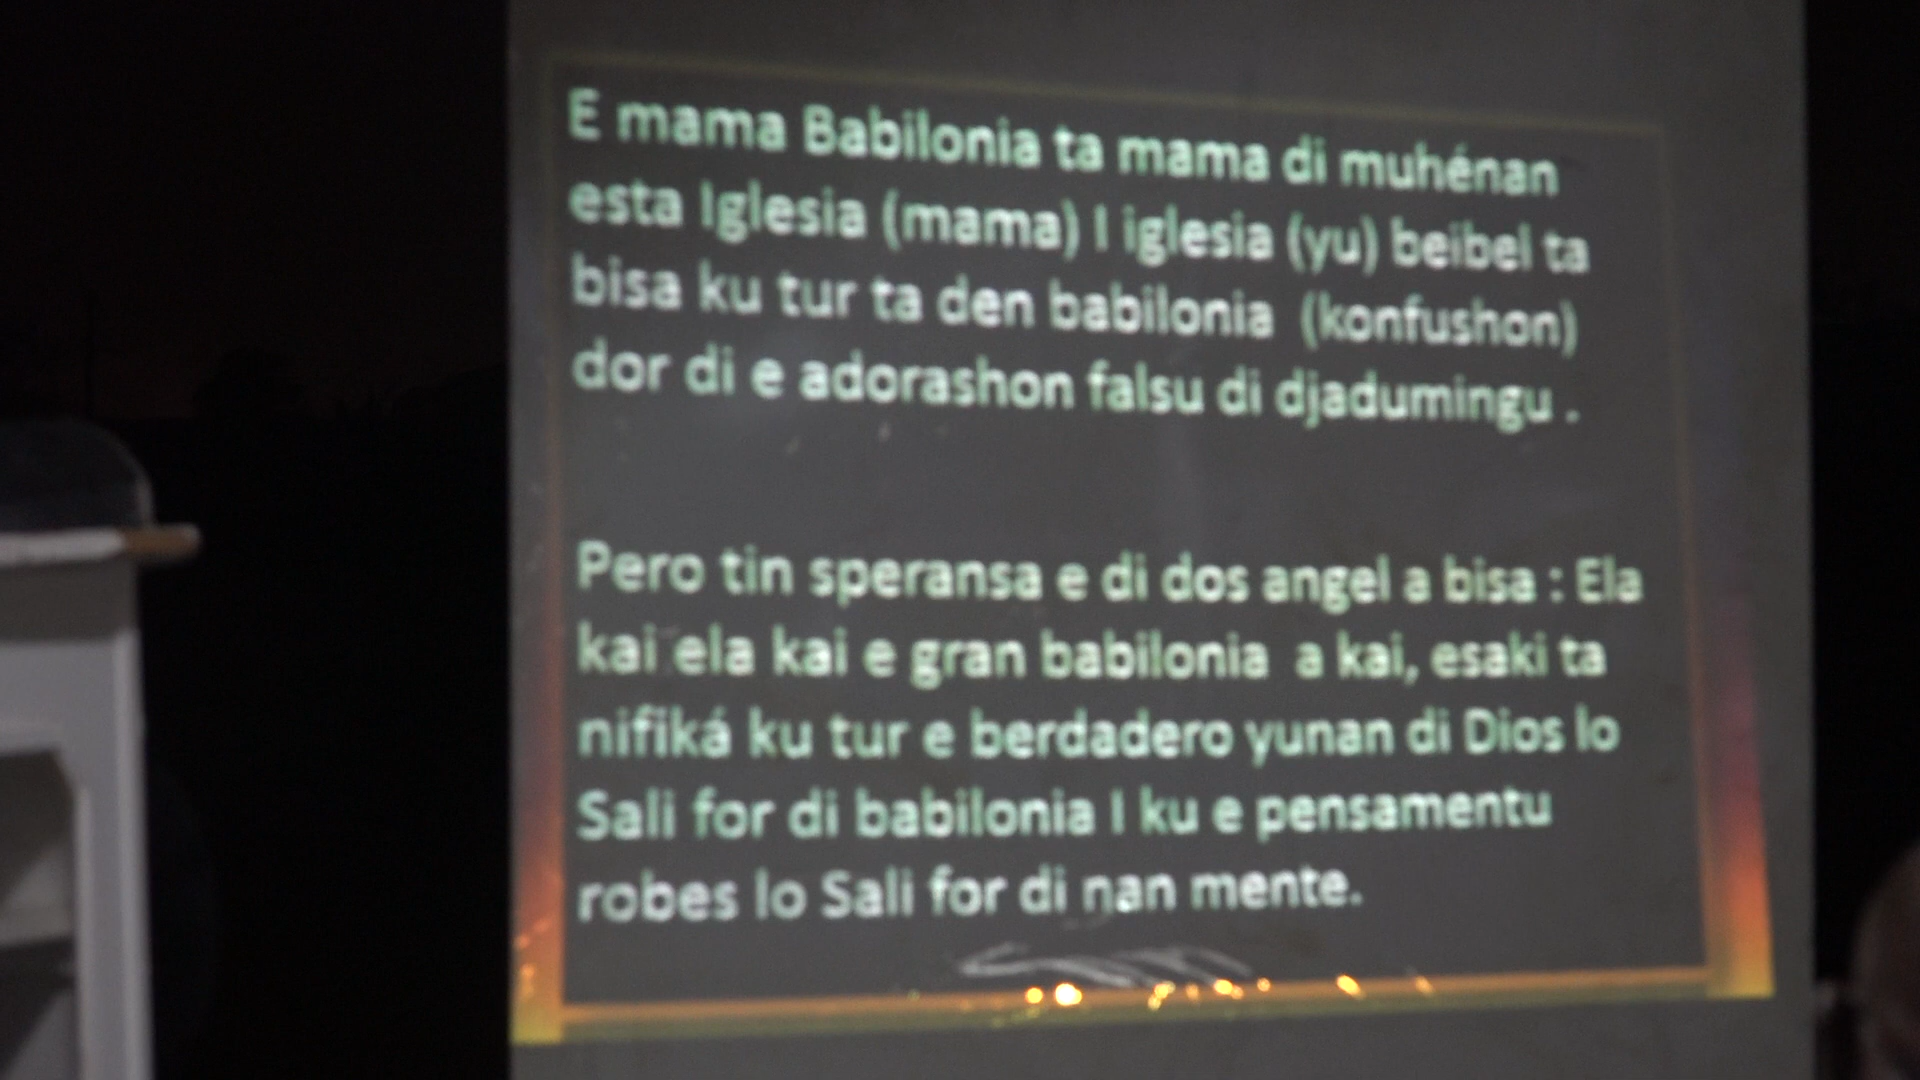 E mama Babilonia ta mama di muhénan
esta Iglesia (mama) I iglesia (yu) beibel ta
bisa ku tur ta den babilonia (konfushon)
dor di e adorashon falsu di djadumingu .
Pero tin speransa e di dos angel a bisa : Ela
kai ela kai e gran babilonia a kai, esaki ta
nifiká ku tur e berdadero yunan di Dios lo
Sali for di babilonia I ku e pensamentu
robes lo Sali for di nan mente.